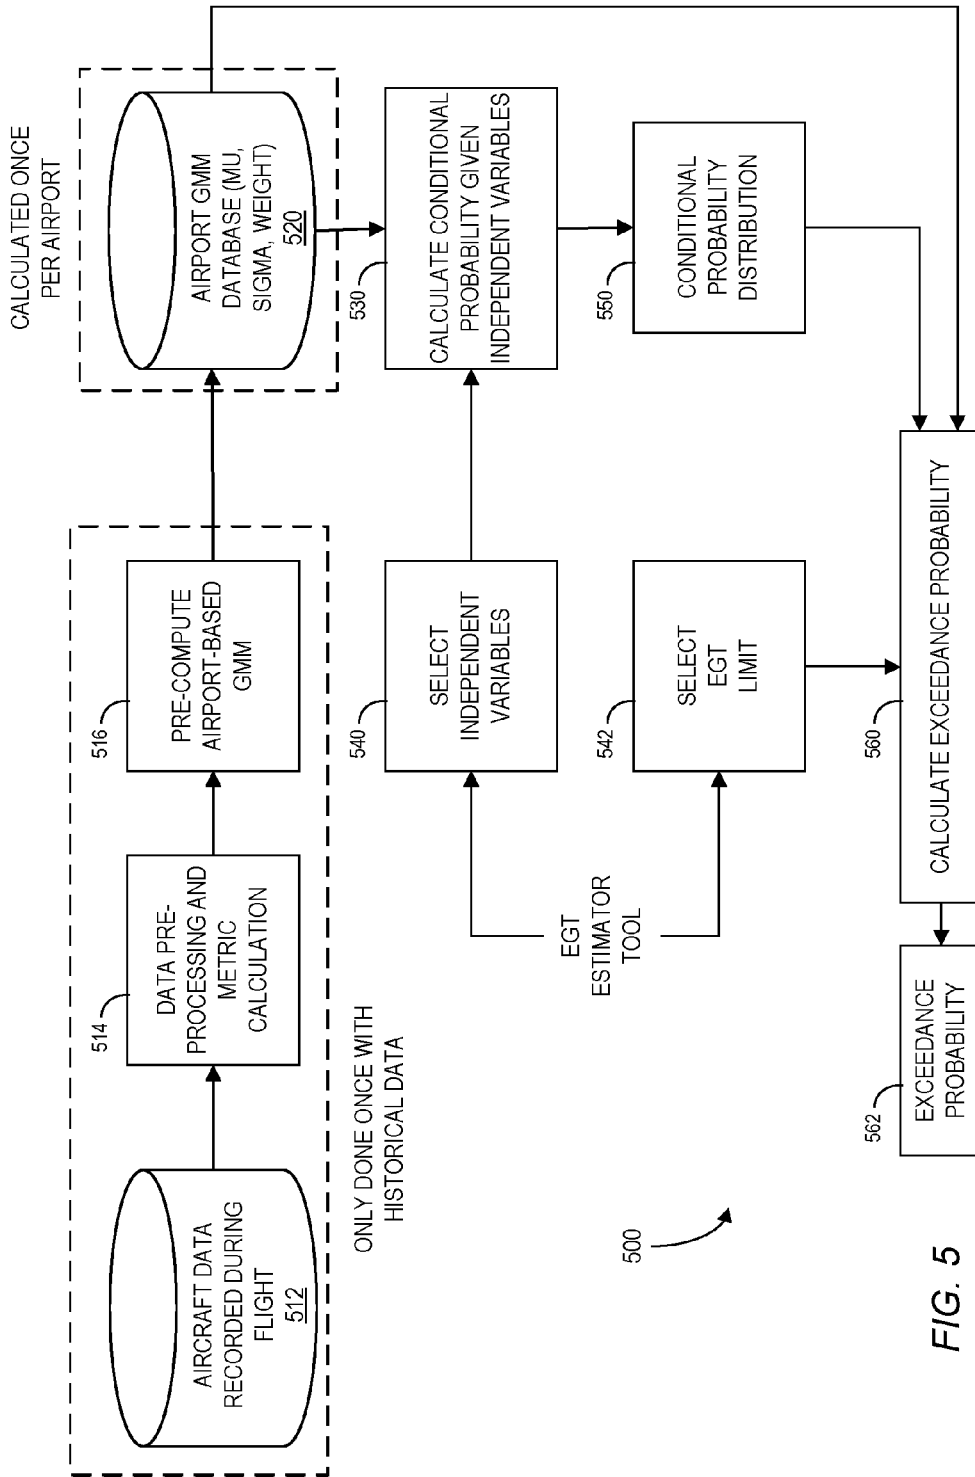 CALCULATED ONCE
PER AIRPORT
AIRCRAFT DATA
RECORDED DURING
FLIGHT
512
514
DATA PRE-
PROCESSING AND
METRIC
CALCULATION
516
PRE-COMPUTE
AIRPORT-BASED
GMM
AIRPORT GMM
DATABASE (MU,
SIGMA, WEIGHT)
520
ONLY DONE ONCE WITH
HISTORICAL DATA
540
SELECT
INDEPENDENT
VARIABLES
530
CALCULATE CONDITIONAL
PROBABILITY GIVEN
INDEPENDENT VARIABLES
EGT
ESTIMATOR
TOOL
542
SELECT
EGT
LIMIT
550
CONDITIONAL
PROBABILITY
DISTRIBUTION
500
562
EXCEEDANCE
PROBABILITY
560
CALCULATE EXCEEDANCE PROBABILITY
FIG. 5